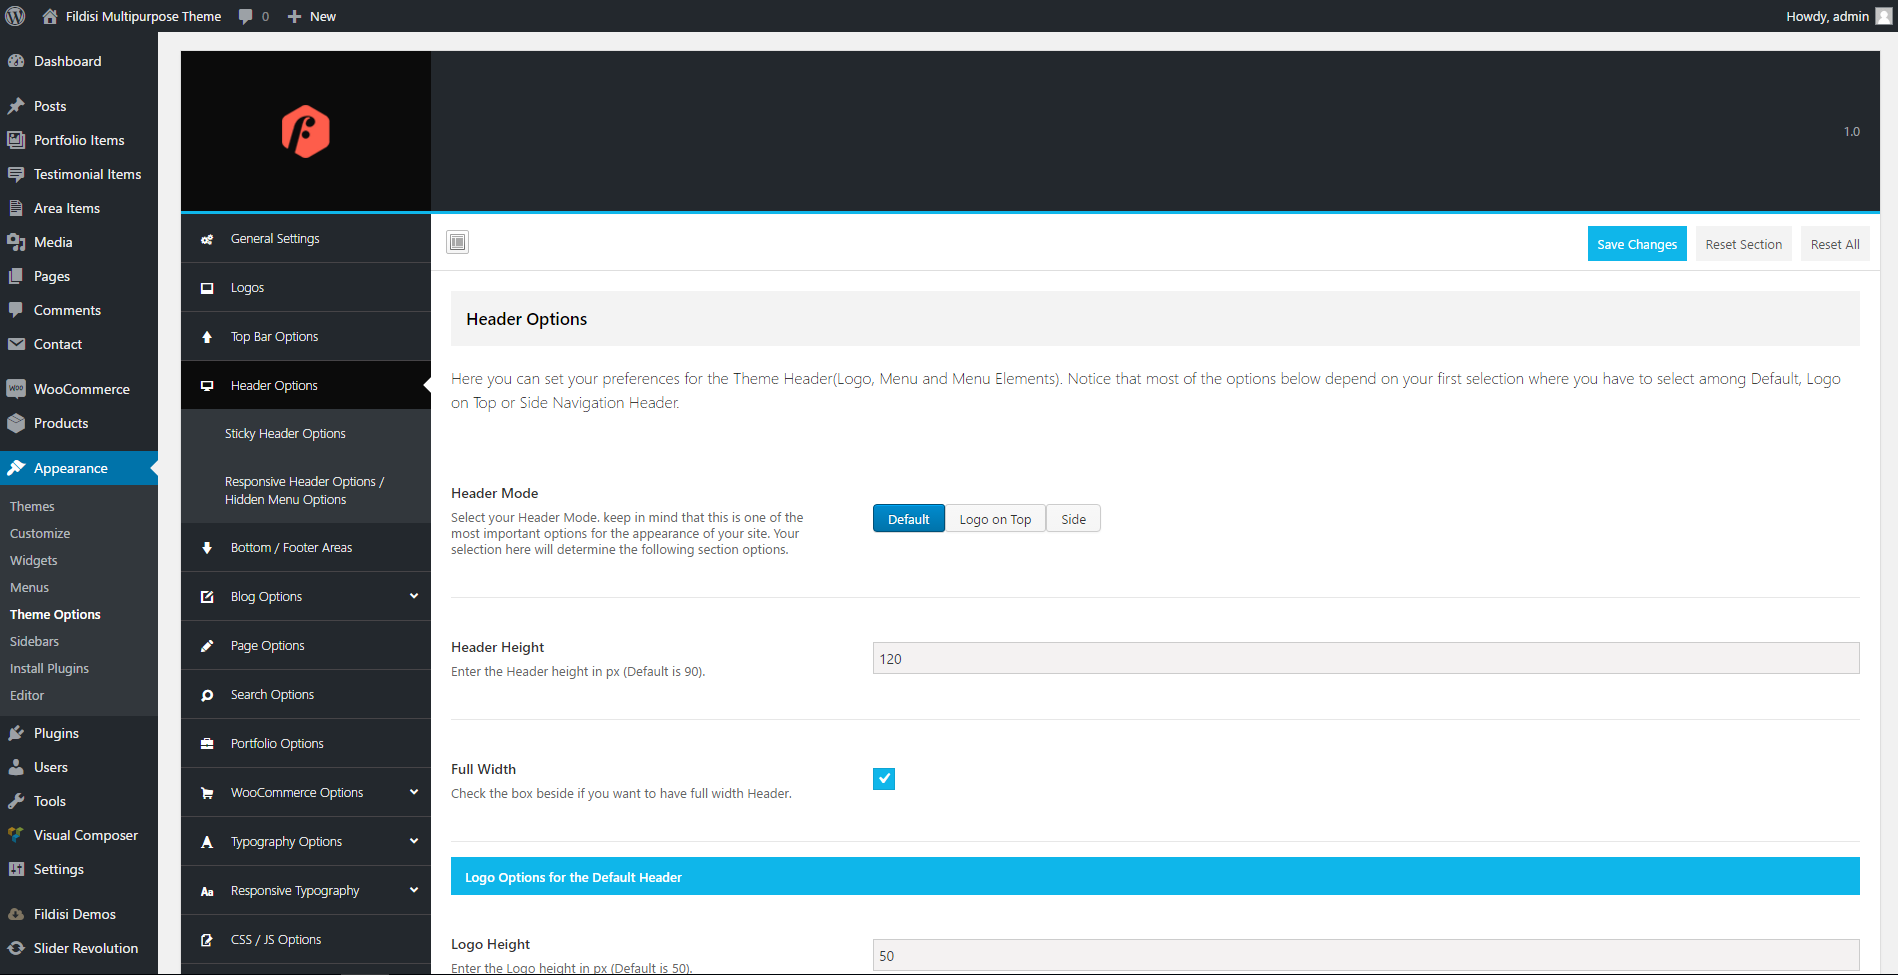 Fildisi Multipurpose Theme
0
New
Howdy, admin
Dashboard
Posts
Portfolio Items
Testimonial Items
Area Items
Media
Pages
Comments
Contact
WooCommerce
Products
Appearance
Themes
Customize
Widgets
Menus
Theme Options
Sidebars
Install Plugins
Editor
Plugins
Users
Tools
Visual Composer
Settings
Fildisi Demos
Slider Revolution
1.0
General Settings
Logos
Top Bar Options
Header Options
Sticky Header Options
Responsive Header Options /
Hidden Menu Options
Bottom / Footer Areas
Blog Options
Page Options
Search Options
Portfolio Options
WooCommerce Options
Typography Options
Aa Responsive Typography
CSS / JS Options
Save Changes
Reset Section
Reset All
Header Options
Here you can set your preferences for the Theme Header(Logo, Menu and Menu Elements). Notice that most of the options below depend on your first selection where you have to select among Default, Logo
on Top or Side Navigation Header.
Header Mode
Select your Header Mode. keep in mind that this is one of the
most important options for the appearance of your site. Your
selection here will determine the following section options.
Default
Logo on Top
Side
Header Height
Enter the Header height in px (Default is 90).
120
Full Width
Check the box beside if you want to have full width Header.
Logo Options for the Default Header
Logo Height
Enter the Logo height in px (Default is 50).
50